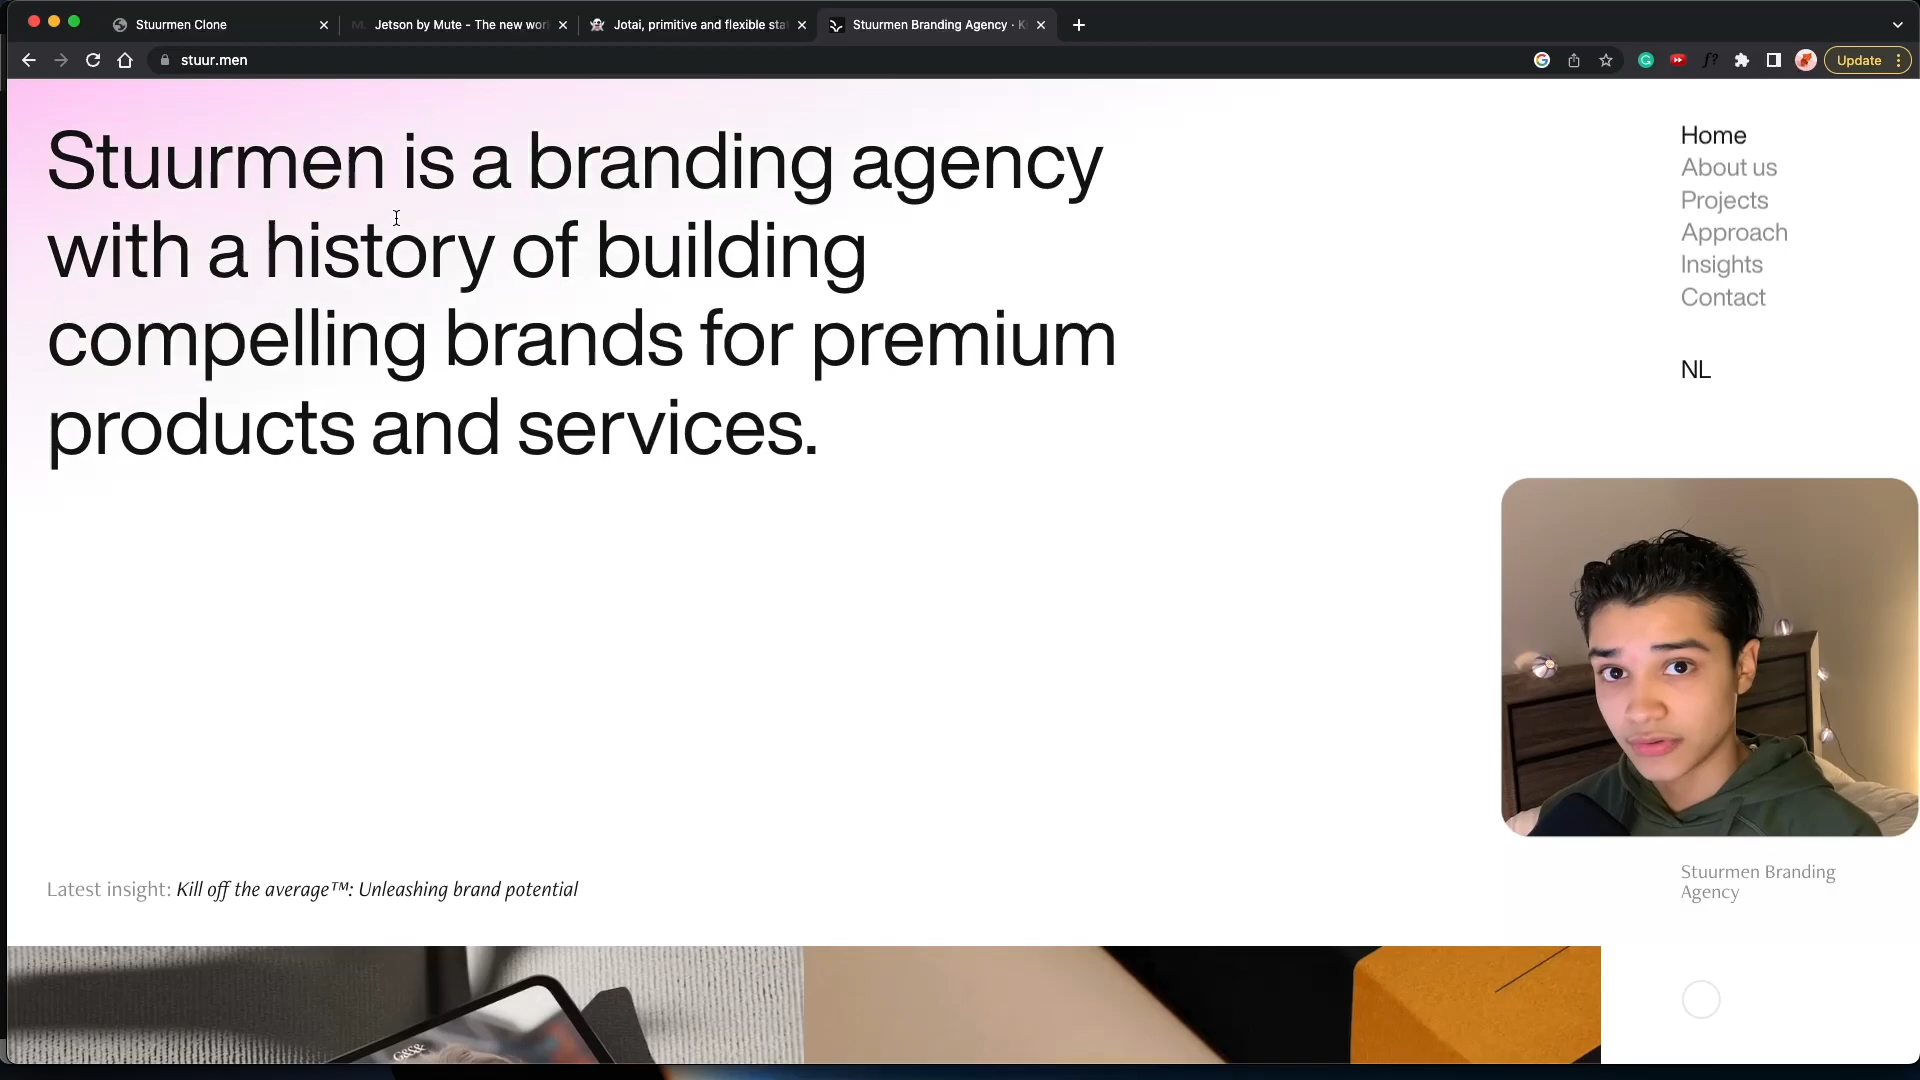 Stuurmen Clone
Jetson by Mute - The new wor
Jotai, primitive and flexible sta
Stuurmen Branding Agency · K
stuur.men
Update
Stuurmen is a branding agency
with a history of building
compelling brands for premium
products and services.
Home
About us
Projects
Approach
Insights
Contact
NL
Latest insight: Kill off the average™: Unleashing brand potential
Stuurmen Branding
Agency